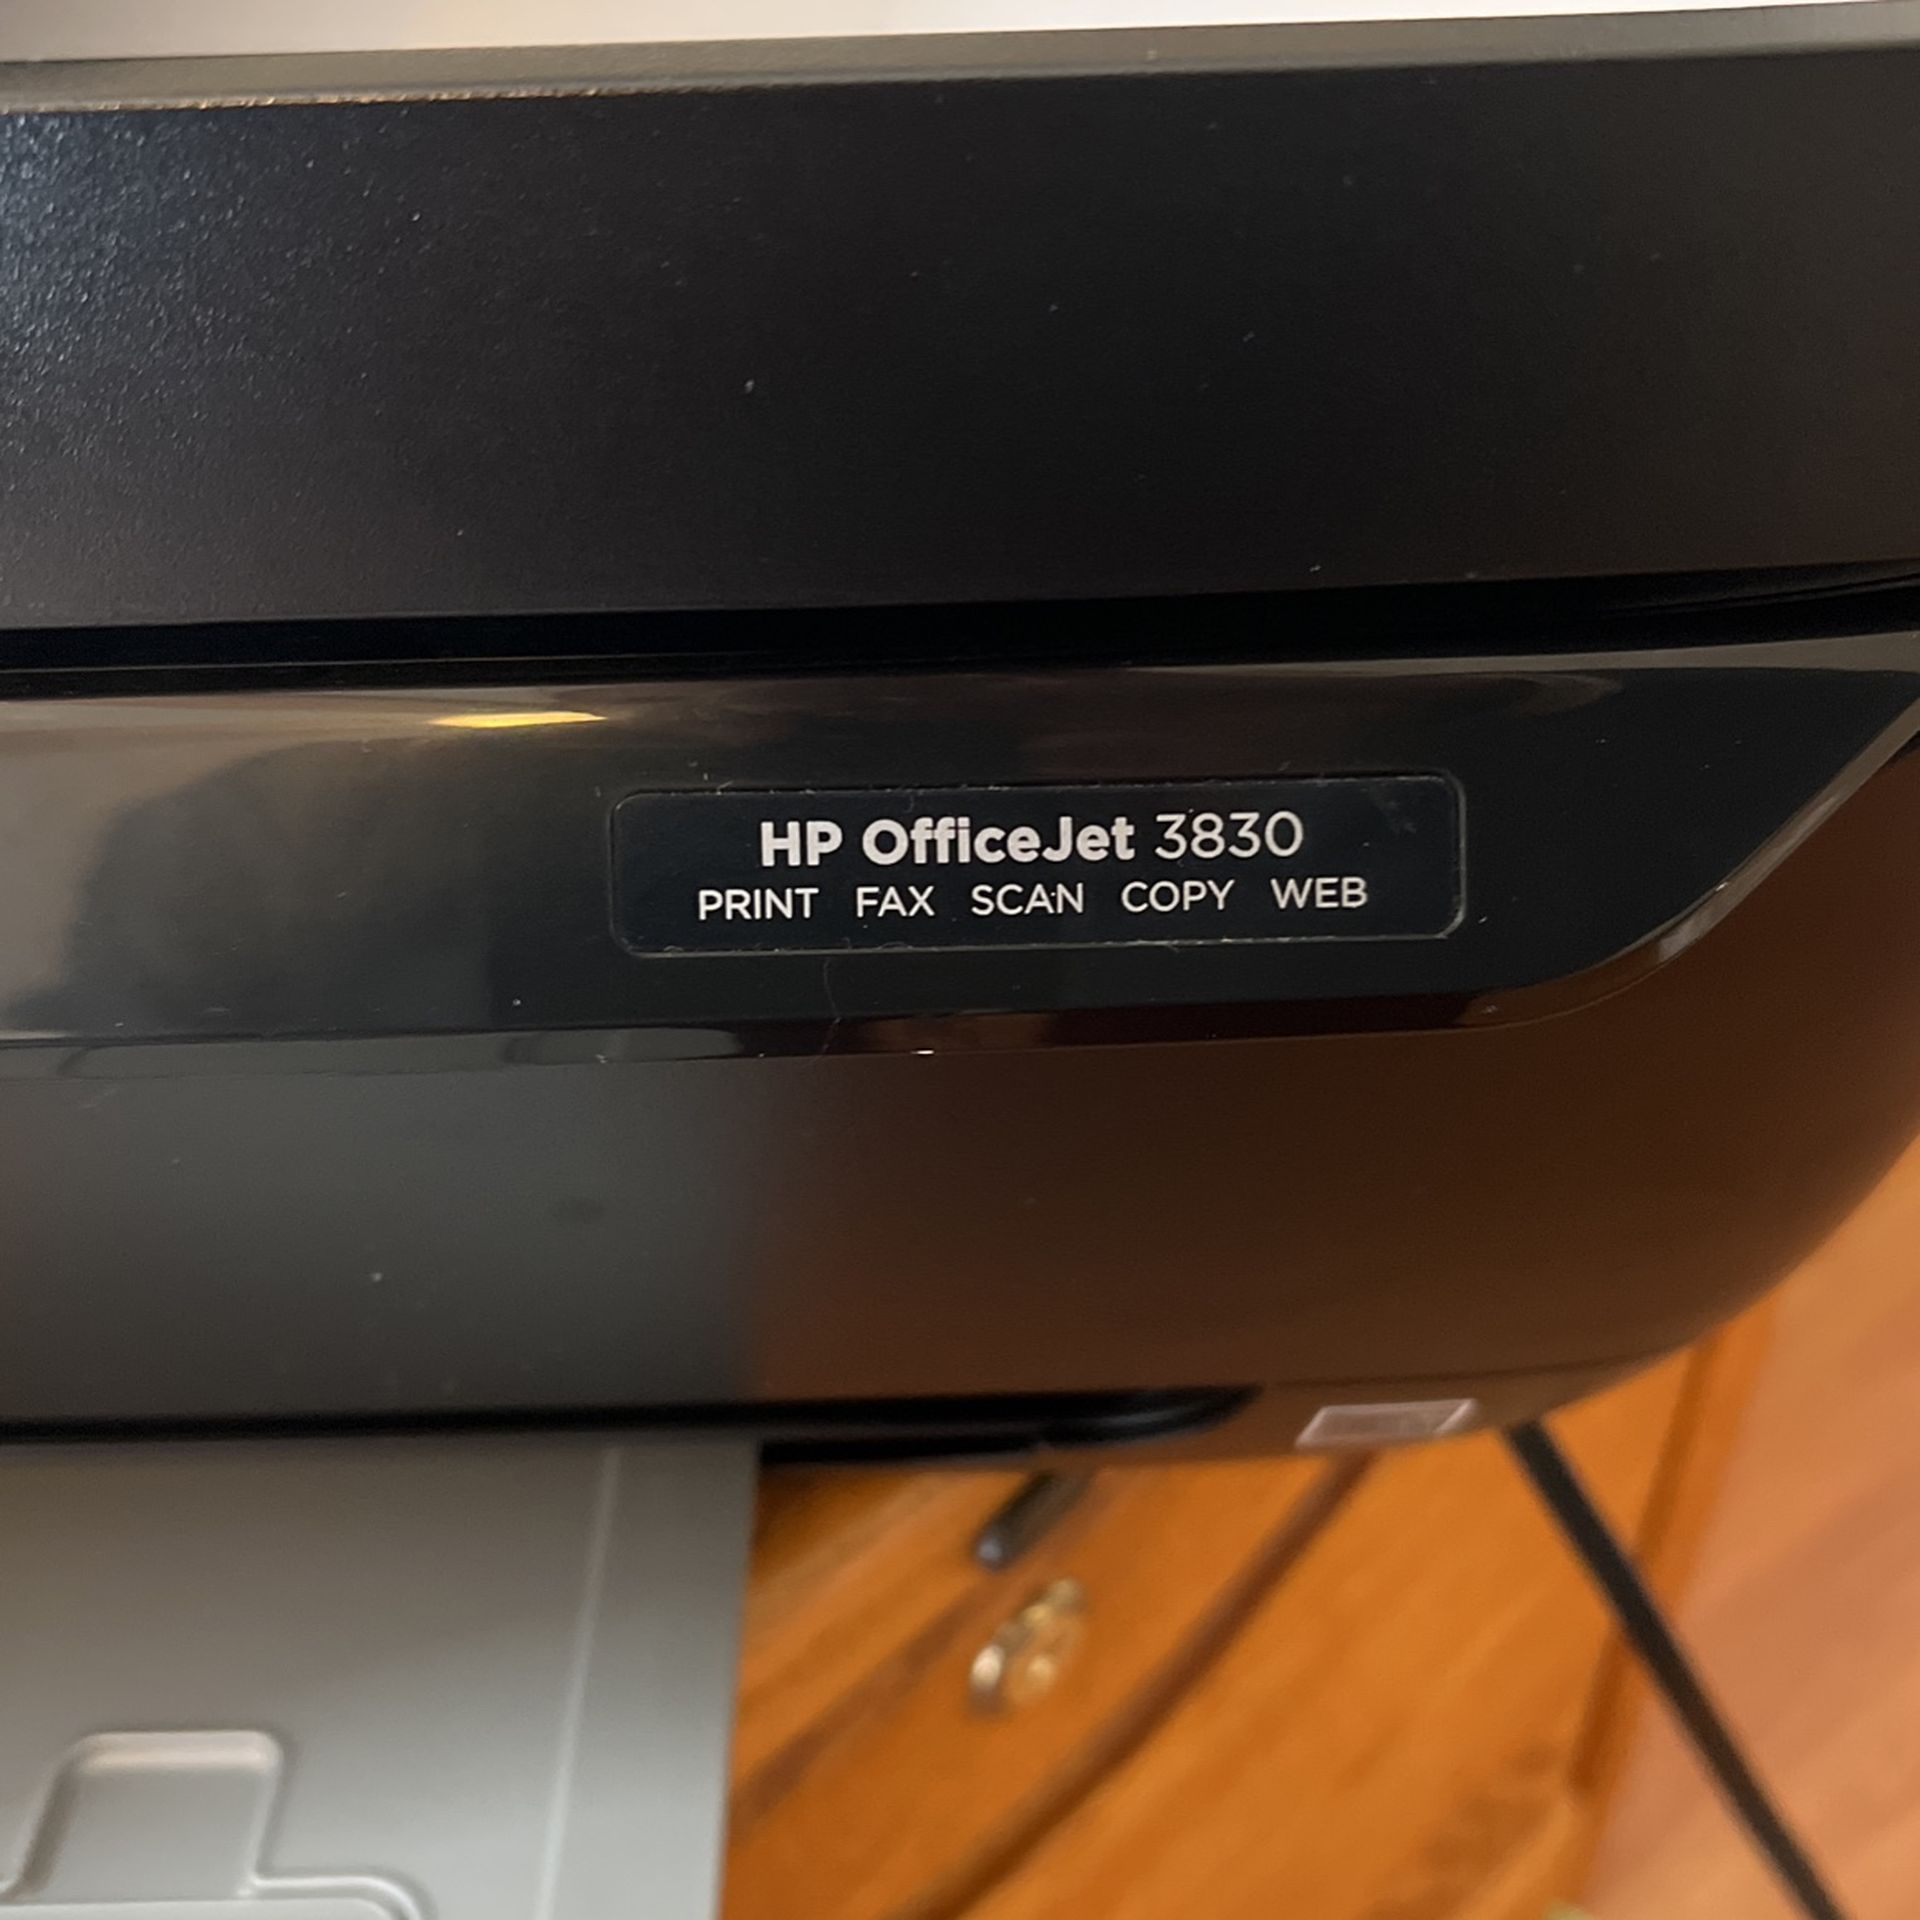 HP OfficeJet 3830
PRINT FAX SCAN COPY WEB